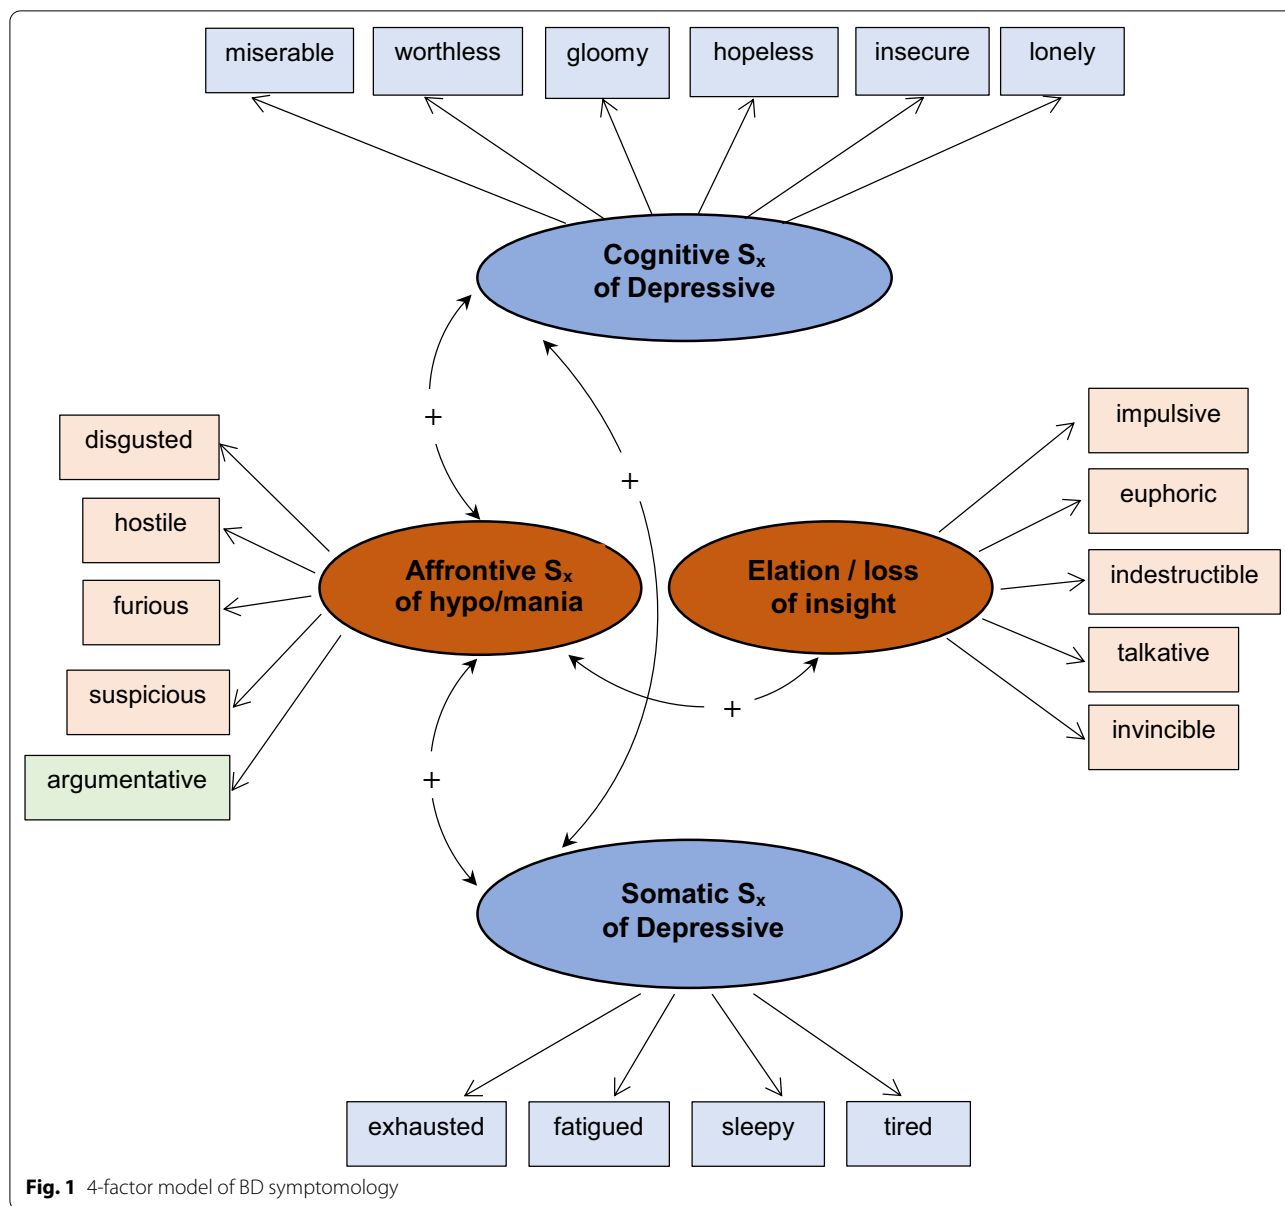 miserable
worthless
gloomy
hopeless
insecure
lonely
Cognitive Sx
of Depressive
+
+
disgusted
hostile
furious
suspicious
argumentative
Affrontive Sx
of hypo/mania
Elation / loss
of insight
impulsive
euphoric
indestructible
talkative
invincible
+
+
Somatic Sx
of Depressive
exhausted
fatigued
sleepy
tired
Fig. 1 4-factor model of BD symptomology